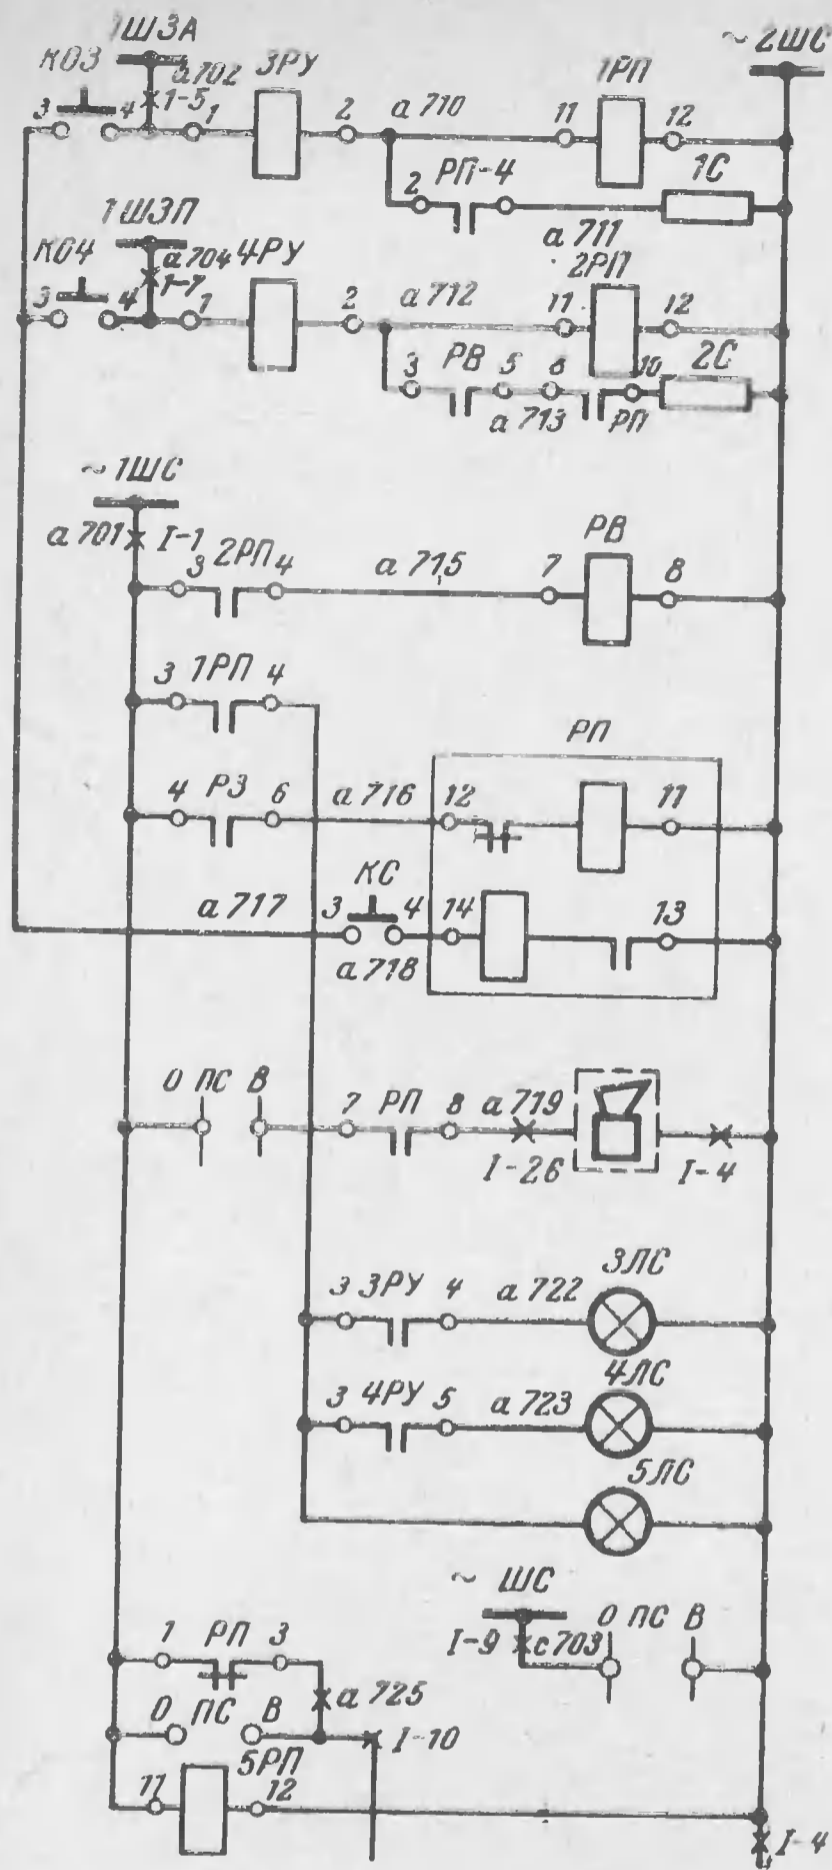 1ШЗА ~ 2ШС
КОЗ а702 3РУ 1РП
3 4 1-5 1 2 а710 11 12
2 РП-4 1С
1ШЗП а711
КО4 а704 4РУ 2РП
3 4 1-7 1 2 а712 11 12
3 РВ 5 8 10 2С
а713 РП
~ 1ШС
а701 I-1 РВ
3 2РП 4 а715 7 8
3 1РП 4 РП
4 РЗ 6 а716 12 11
КС
а717 3 4 14 13
а718
О ПС В 7 РП 8 а719
I-26 I-4
3ЛС
3 3РУ 4 а722
4ЛС
3 4РУ 5 а723
5ЛС
~ ШС
О ПС В
1 РП 3 I-9 с703
а725
О ПС В I-10
5РП
11 12
I-4